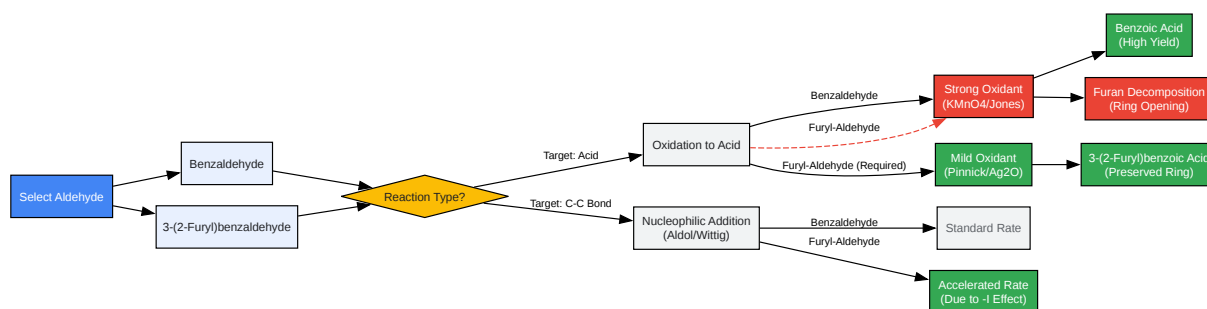 Select Aldehyde
Benzaldehyde
3-(2-Furyl)benzaldehyde
Reaction Type?
Target: Acid
Target: C-C Bond
Oxidation to Acid
Nucleophilic Addition
(Aldol/Wittig)
Benzaldehyde
Furyl-Aldehyde
Furyl-Aldehyde (Required)
Benzaldehyde
Furyl-Aldehyde
Strong Oxidant
(KMnO4/Jones)
Mild Oxidant
(Pinnick/Ag2O)
Standard Rate
Accelerated Rate
(Due to -I Effect)
Benzoic Acid
(High Yield)
Furan Decomposition
(Ring Opening)
3-(2-Furyl)benzoic Acid
(Preserved Ring)